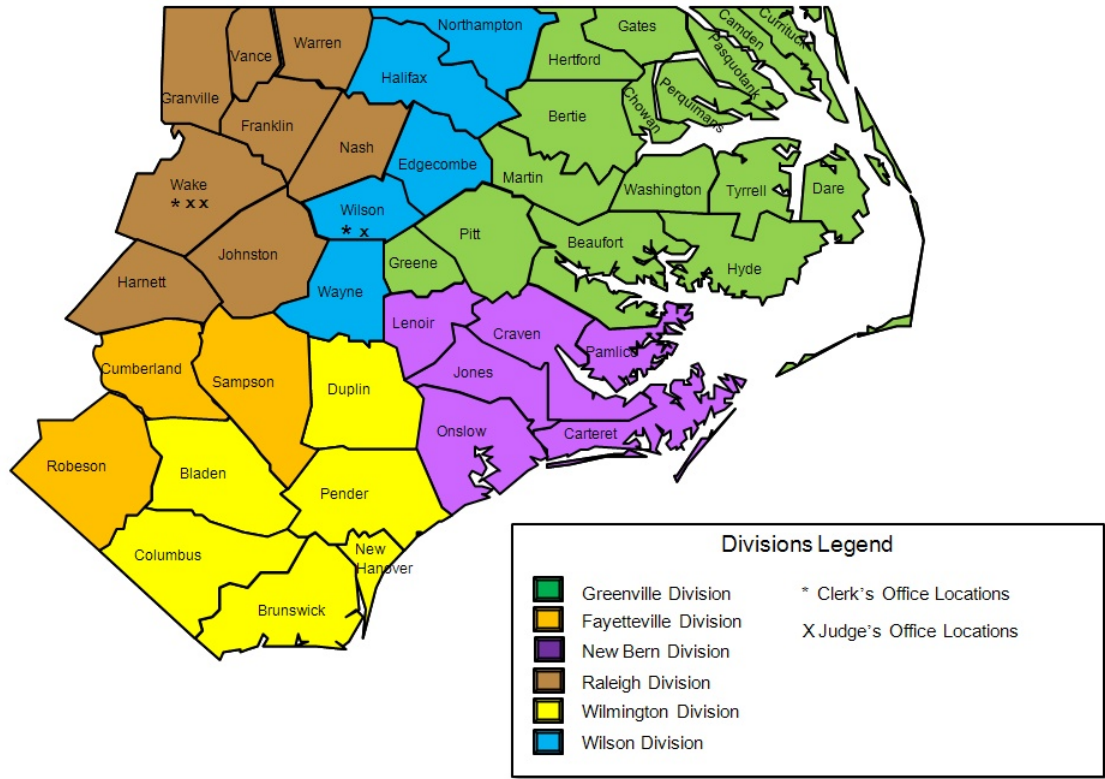 Northampton
Gates
Camden
Currituck
Warren
Vance
Pasquotank
Hertford
Halifax
Granville
Perquimans
Chowan
Bertie
Franklin
Nash
Edgecombe
Martin
Wake
* x x
Washington
Tyrrell
Dare
Wilson
* x
Pitt
Beaufort
Johnston
Greene
Hyde
Harnett
Wayne
Lenoir
Craven
Pamlico
Cumberland
Sampson
Duplin
Jones
Onslow
Carteret
Robeson
Bladen
Pender
Columbus
New
Hanover
Brunswick
Divisions Legend
Greenville Division
* Clerk's Office Locations
Fayetteville Division
X Judge's Office Locations
New Bern Division
Raleigh Division
Wilmington Division
Wilson Division